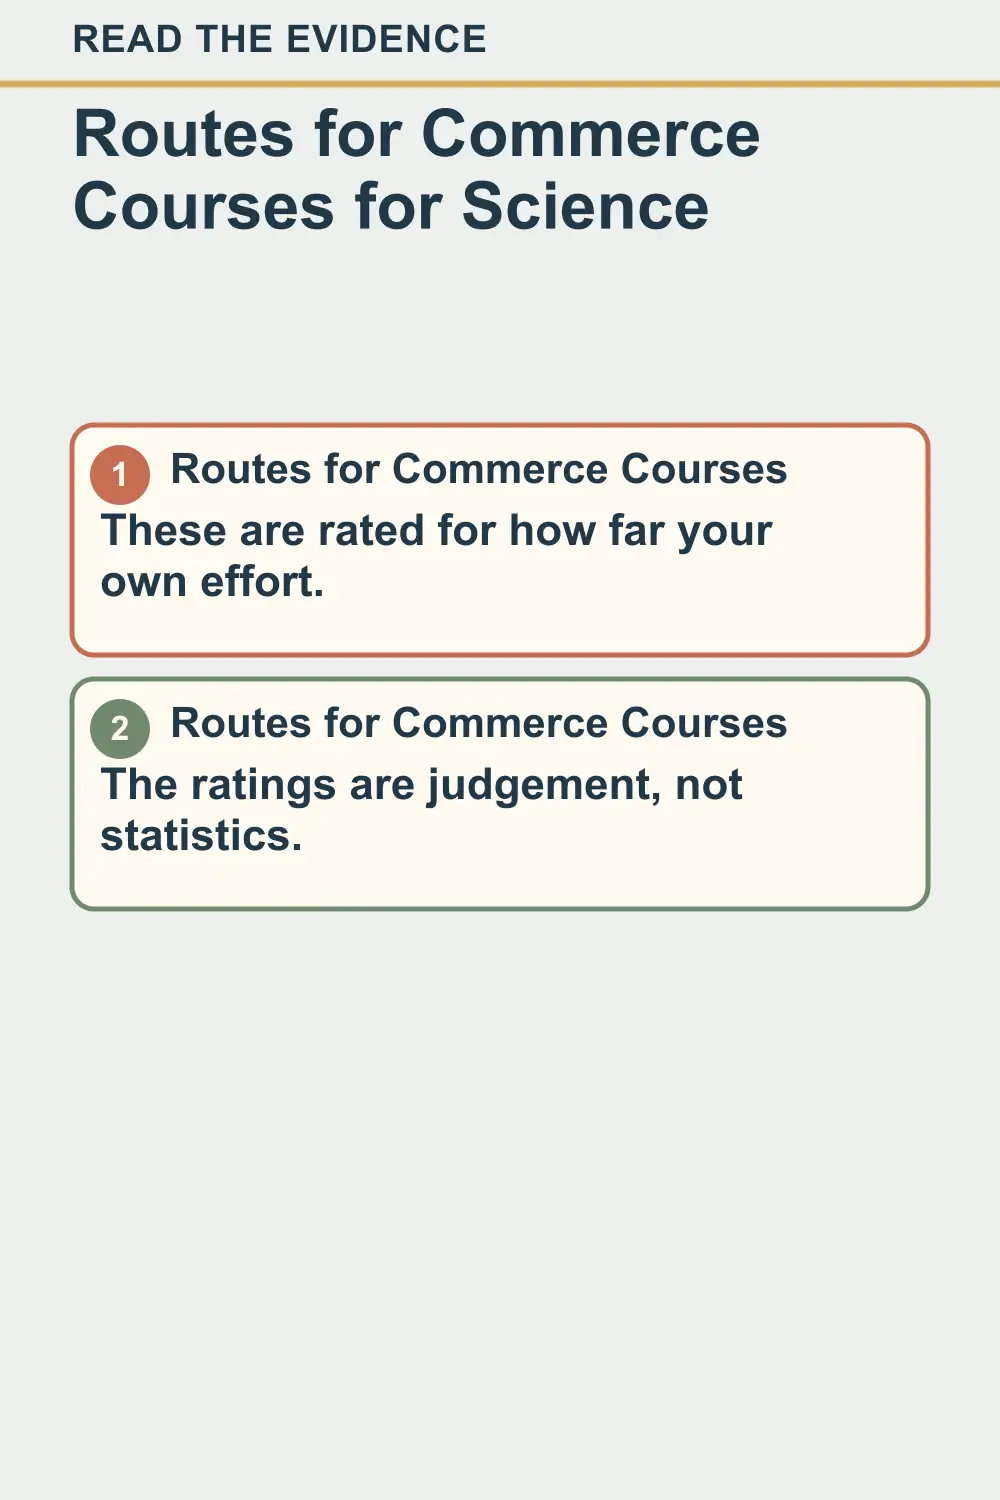 READ THE EVIDENCE
Routes for Commerce
Courses for Science
1 Routes for Commerce Courses
These are rated for how far your
own effort.
2 Routes for Commerce Courses
The ratings are judgement, not
statistics.